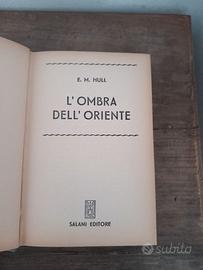 E. M. HULL
L'OMBRA
DELL'ORIENTE
SALANI EDITORE
subito